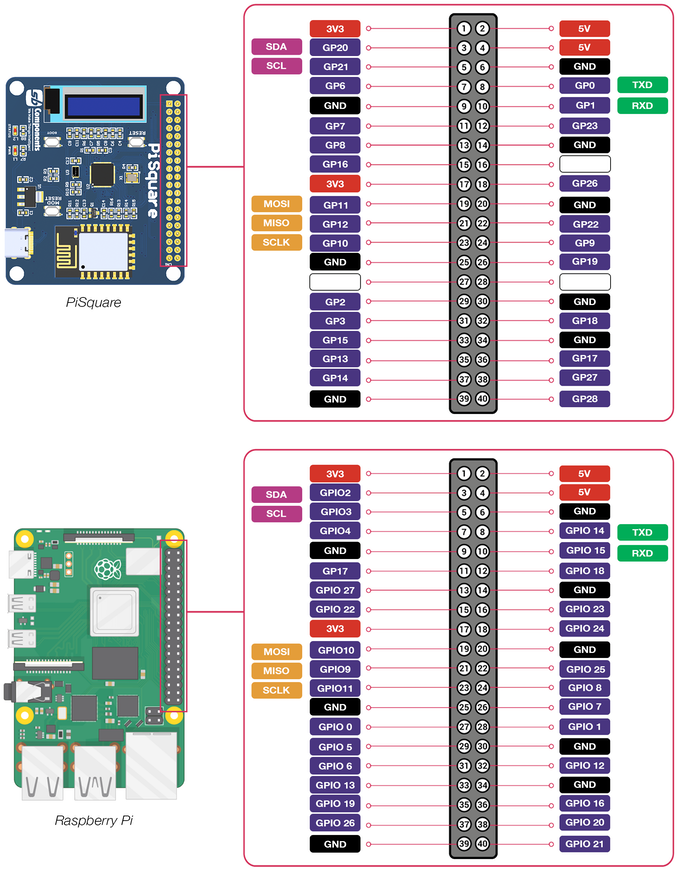 3V3 1 2 5V
SDA GP20 3 4 5V
SCL GP21 5 6 GND
GP6 7 8 GP0 TXD
GND 9 10 GP1 RXD
GP7 11 12 GP23
GP8 13 14 GND
GP16 15 16
3V3 17 18 GP26
MOSI GP11 19 20 GND
MISO GP12 21 22 GP22
SCLK GP10 23 24 GP9
GND 25 26 GP19
27 28
GP2 29 30 GND
GP3 31 32 GP18
GP15 33 34 GND
GP13 35 36 GP17
GP14 37 38 GP27
GND 39 40 GP28
sb Components
BOOT
RESET
PiSquare
MOD RESET
PiSquare
3V3 1 2 5V
SDA GPIO2 3 4 5V
SCL GPIO3 5 6 GND
GPIO4 7 8 GPIO 14 TXD
GND 9 10 GPIO 15 RXD
GP17 11 12 GPIO 18
GPIO 27 13 14 GND
GPIO 22 15 16 GPIO 23
3V3 17 18 GPIO 24
MOSI GPIO10 19 20 GND
MISO GPIO9 21 22 GPIO 25
SCLK GPIO11 23 24 GPIO 8
GND 25 26 GPIO 7
GPIO 0 27 28 GPIO 1
GPIO 5 29 30 GND
GPIO 6 31 32 GPIO 12
GPIO 13 33 34 GND
GPIO 19 35 36 GPIO 16
GPIO 26 37 38 GPIO 20
GND 39 40 GPIO 21
Raspberry Pi